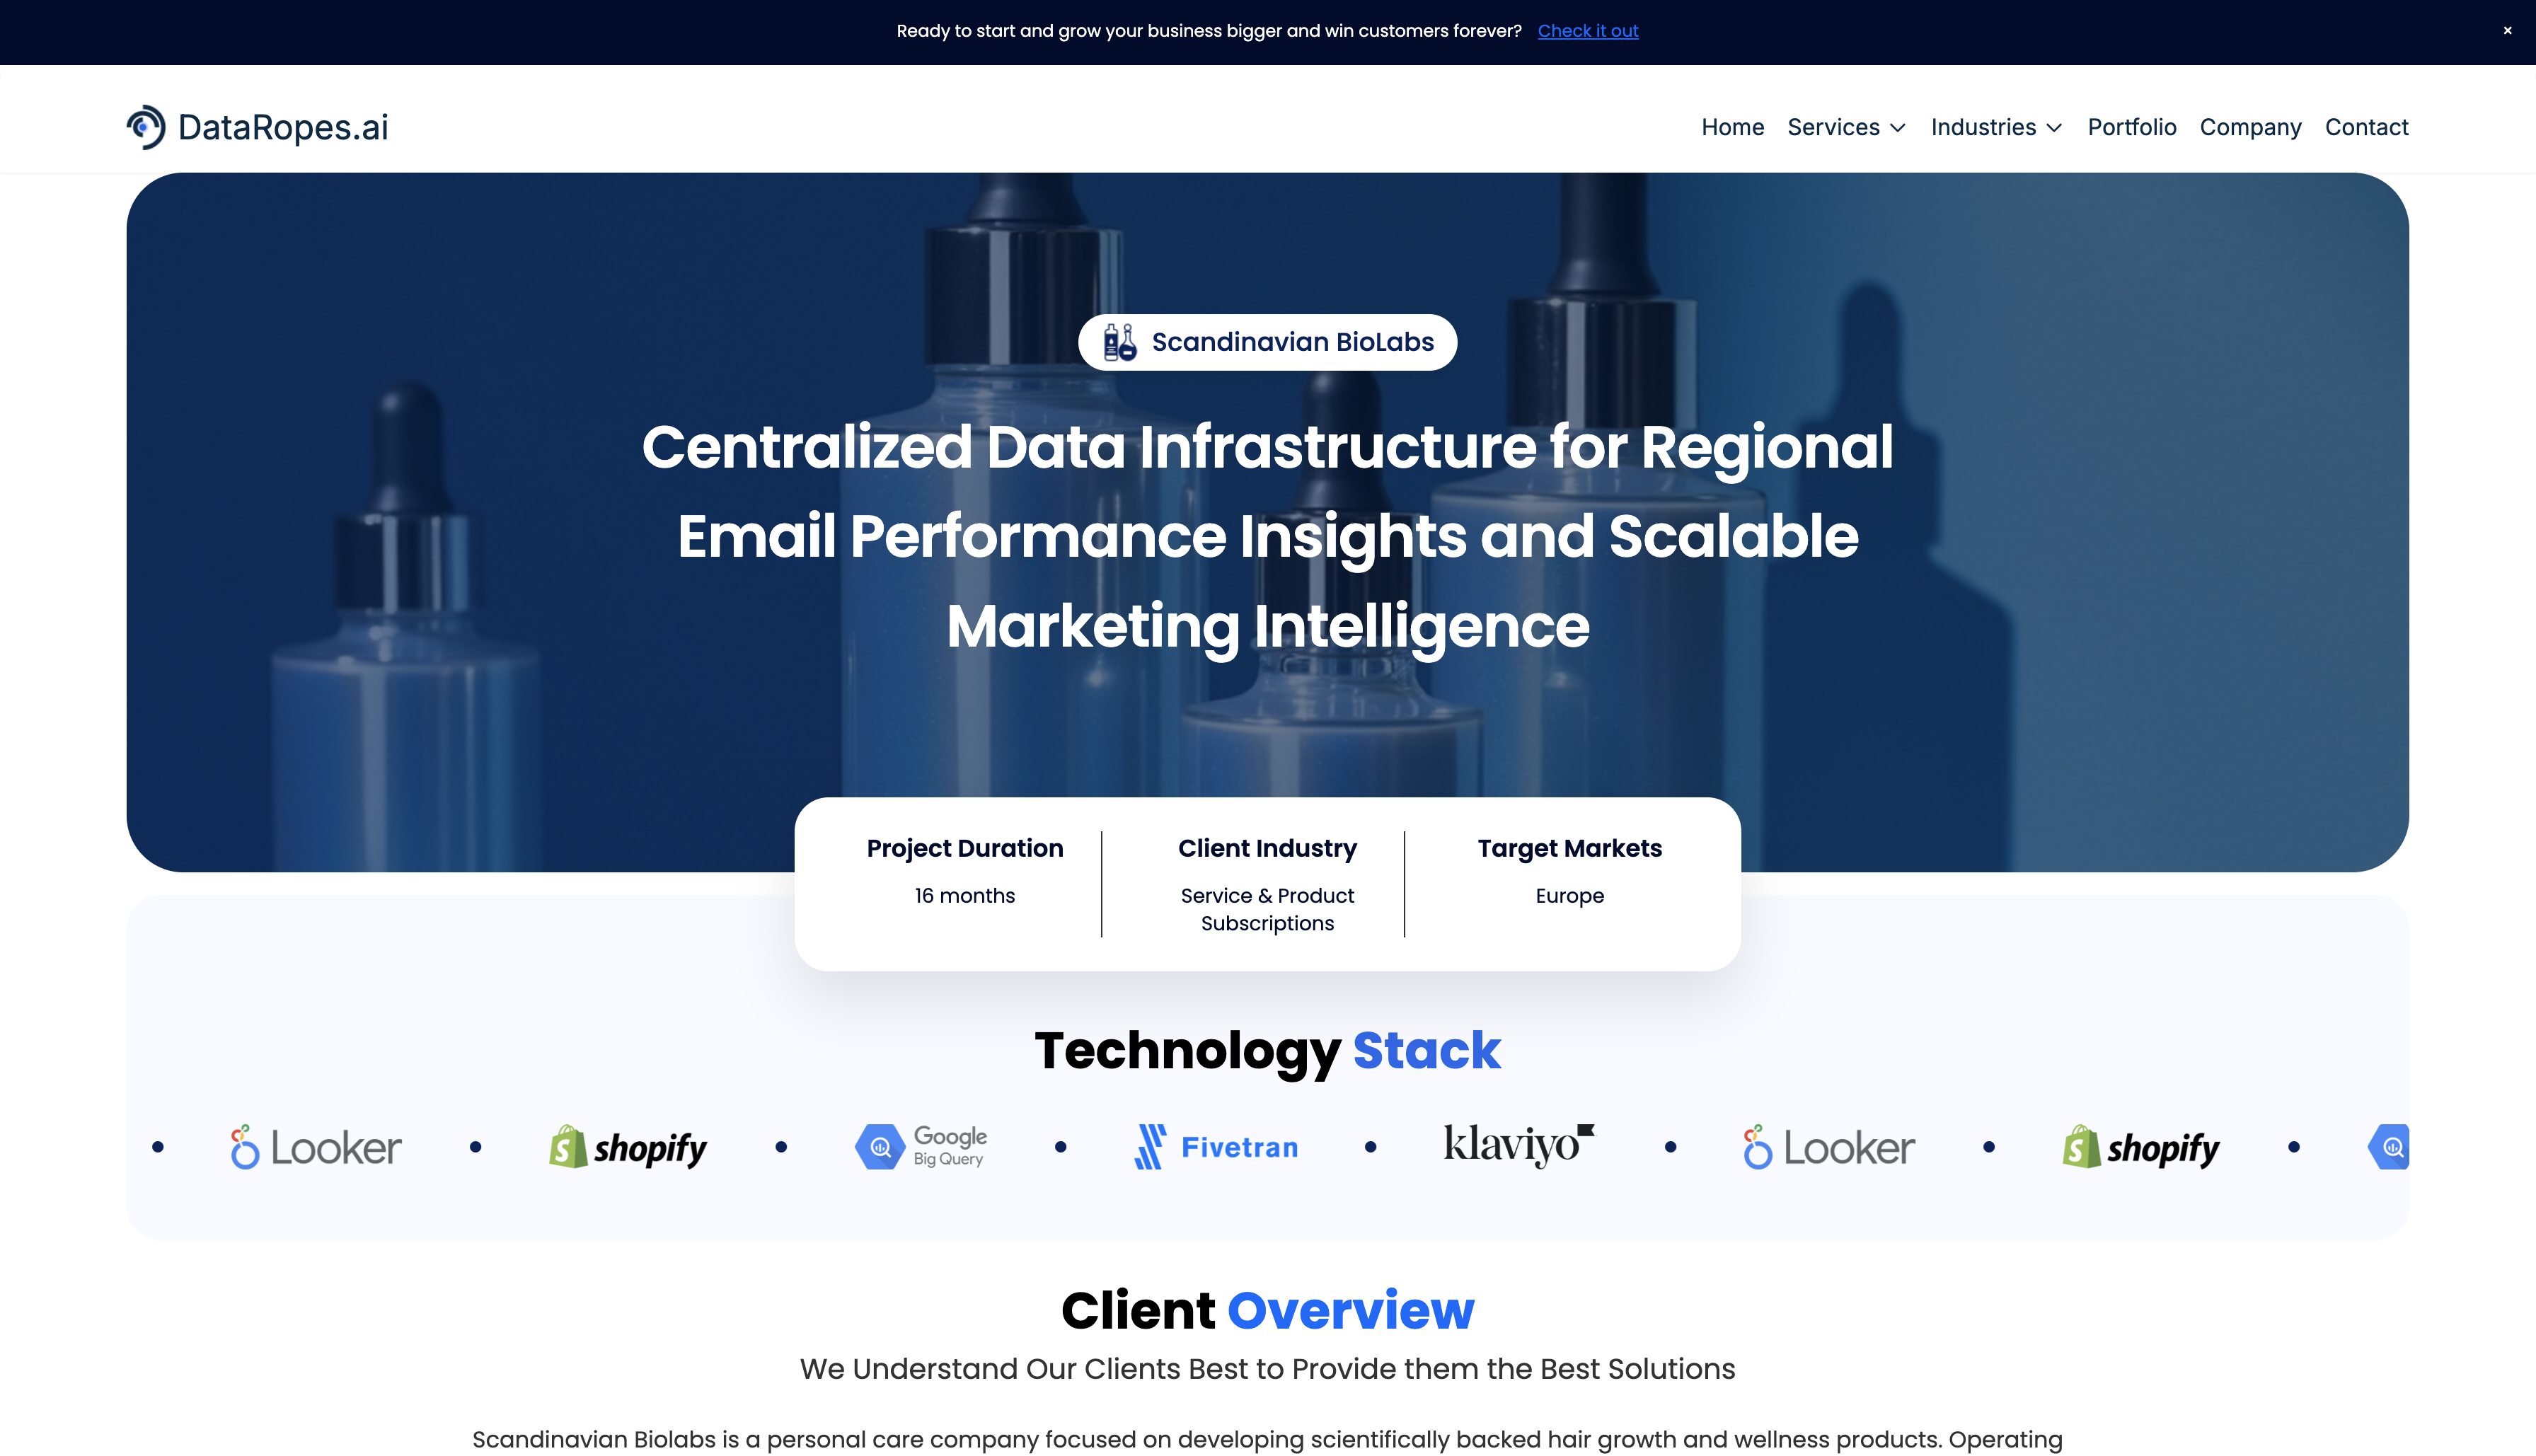 Ready to start and grow your business bigger and win customers forever? Check it out ×
DataRopes.ai
Home Services Industries Portfolio Company Contact
Scandinavian BioLabs
Centralized Data Infrastructure for Regional
Email Performance Insights and Scalable
Marketing Intelligence
Project Duration
16 months
Client Industry
Service & Product
Subscriptions
Target Markets
Europe
Technology Stack
Looker
shopify
Google
Big Query
Fivetran
klaviyo
Looker
shopify
Client Overview
We Understand Our Clients Best to Provide them the Best Solutions
Scandinavian Biolabs is a personal care company focused on developing scientifically backed hair growth and wellness products. Operating